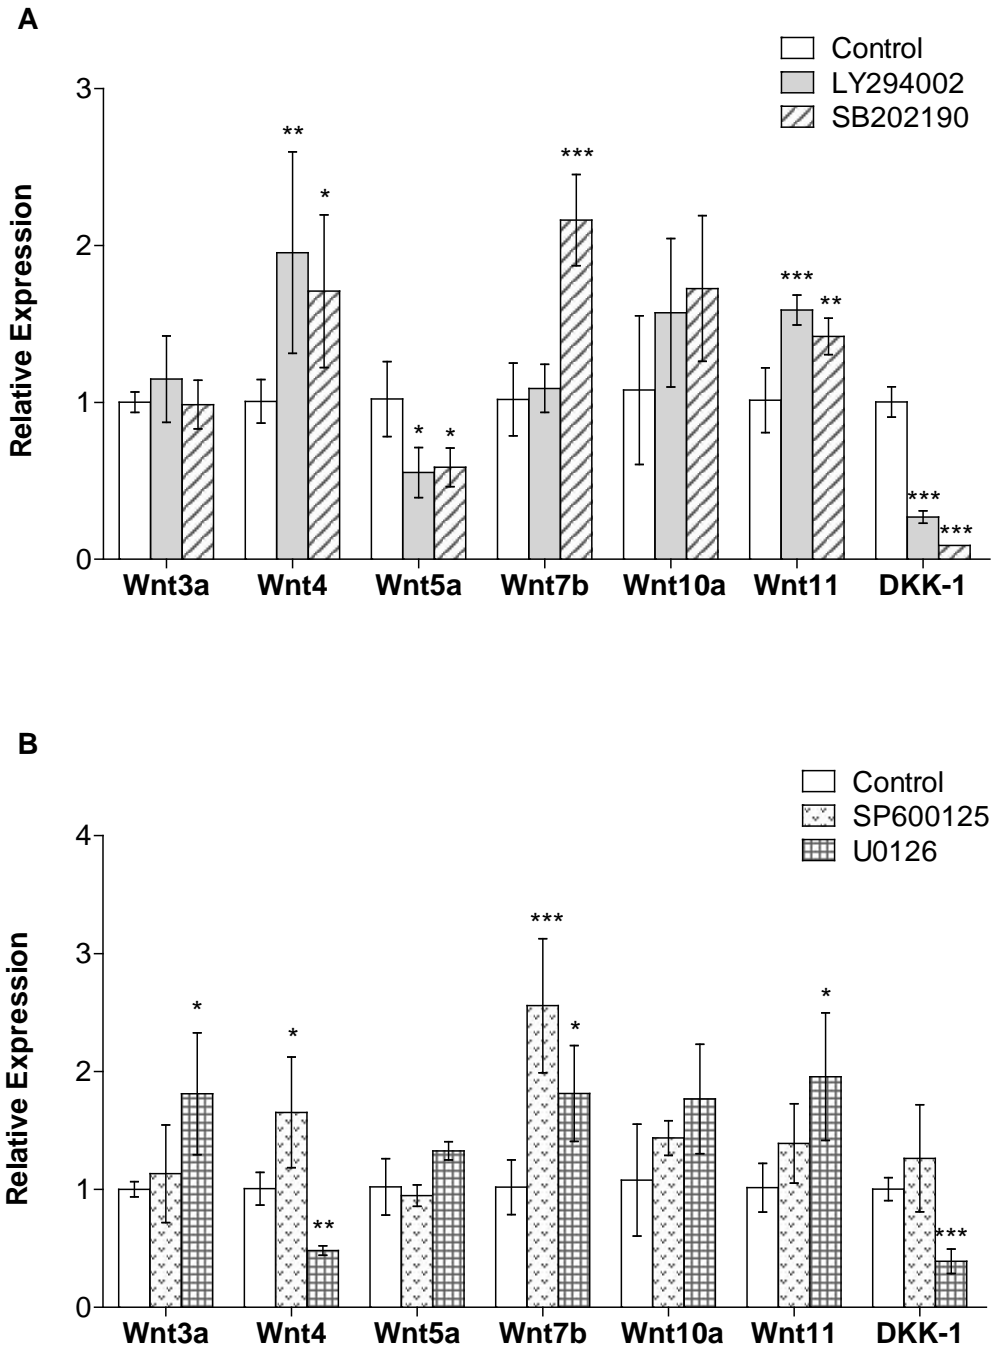 A
Control
LY294002
SB202190
3
2
1
0
Relative Expression
** * * * *** *** ** *** ***
Wnt3a Wnt4 Wnt5a Wnt7b Wnt10a Wnt11 DKK-1
B
Control
SP600125
U0126
4
3
2
1
0
Relative Expression
* * ** *** * * ***
Wnt3a Wnt4 Wnt5a Wnt7b Wnt10a Wnt11 DKK-1